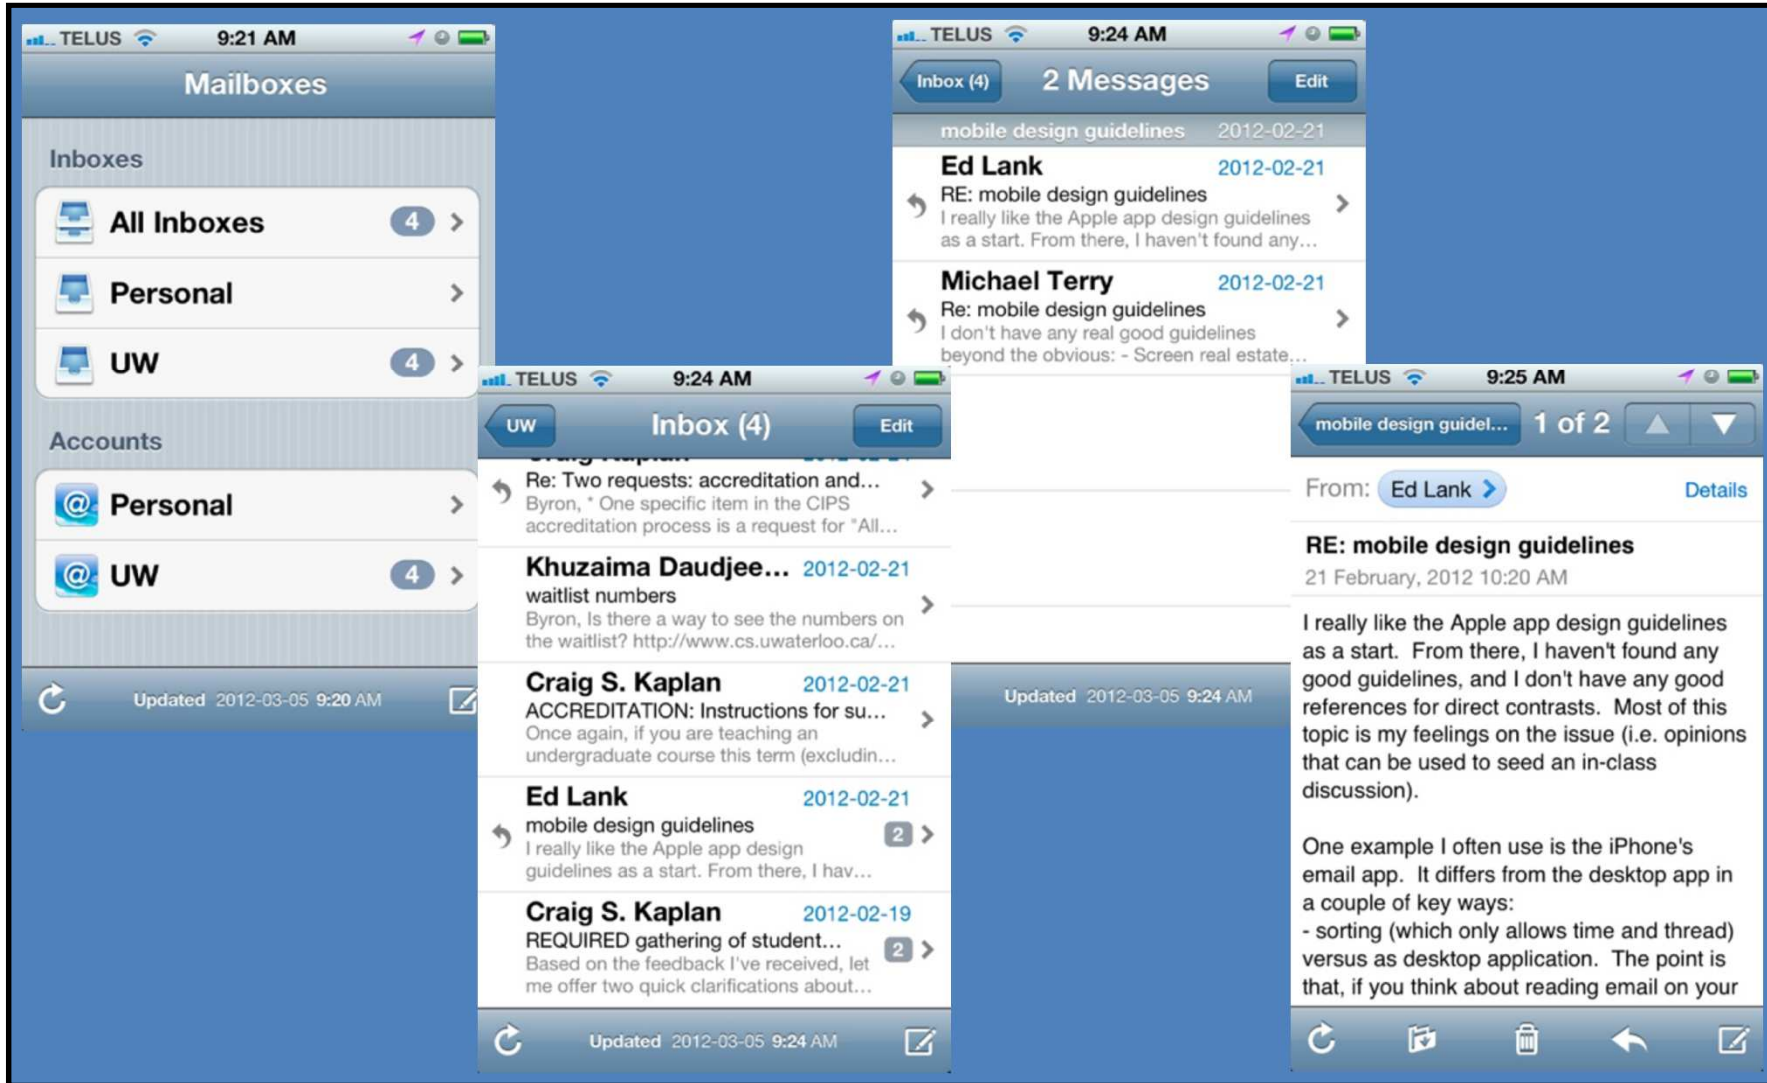 TELUS 9:21 AM
Mailboxes
Inboxes
All Inboxes 4
Personal
UW 4
Accounts
Personal
UW 4
Updated 2012-03-05 9:20 AM
TELUS 9:24 AM
UW Inbox (4) Edit
Re: Two requests: accreditation and...
Byron, * One specific item in the CIPS
accreditation process is a request for "All...
Khuzaima Daudjee... 2012-02-21
waitlist numbers
Byron, Is there a way to see the numbers on
the waitlist? http://www.cs.uwaterloo.ca/...
Craig S. Kaplan 2012-02-21
ACCREDITATION: Instructions for su...
Once again, if you are teaching an
undergraduate course this term (excludin...
Ed Lank 2012-02-21
mobile design guidelines 2
I really like the Apple app design
guidelines as a start. From there, I hav...
Craig S. Kaplan 2012-02-19
REQUIRED gathering of student... 2
Based on the feedback I've received, let
me offer two quick clarifications about...
Updated 2012-03-05 9:24 AM
TELUS 9:24 AM
Inbox (4) 2 Messages Edit
mobile design guidelines 2012-02-21
Ed Lank 2012-02-21
RE: mobile design guidelines
I really like the Apple app design guidelines
as a start. From there, I haven't found any...
Michael Terry 2012-02-21
Re: mobile design guidelines
I don't have any real good guidelines
beyond the obvious: - Screen real estate...
Updated 2012-03-05 9:24 AM
TELUS 9:25 AM
mobile design guidel... 1 of 2
From: Ed Lank Details
RE: mobile design guidelines
21 February, 2012 10:20 AM
I really like the Apple app design guidelines
as a start. From there, I haven't found any
good guidelines, and I don't have any good
references for direct contrasts. Most of this
topic is my feelings on the issue (i.e. opinions
that can be used to seed an in-class
discussion).
One example I often use is the iPhone's
email app. It differs from the desktop app in
a couple of key ways:
- sorting (which only allows time and thread)
versus as desktop application. The point is
that, if you think about reading email on your